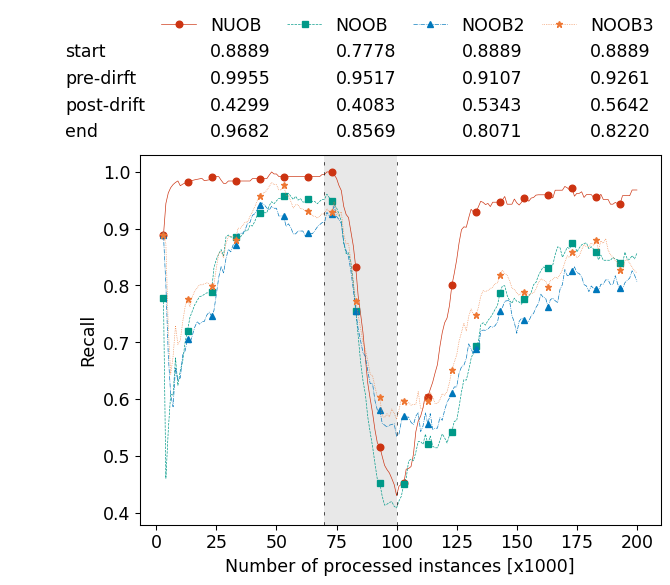 NUOB NOOB NOOB2 NOOB3
start 0.8889 0.7778 0.8889 0.8889
pre-dirft 0.9955 0.9517 0.9107 0.9261
post-drift 0.4299 0.4083 0.5343 0.5642
end 0.9682 0.8569 0.8071 0.8220
1.0
0.9
0.8
0.7
0.6
0.5
0.4
Recall
0 25 50 75 100 125 150 175 200
Number of processed instances [x1000]